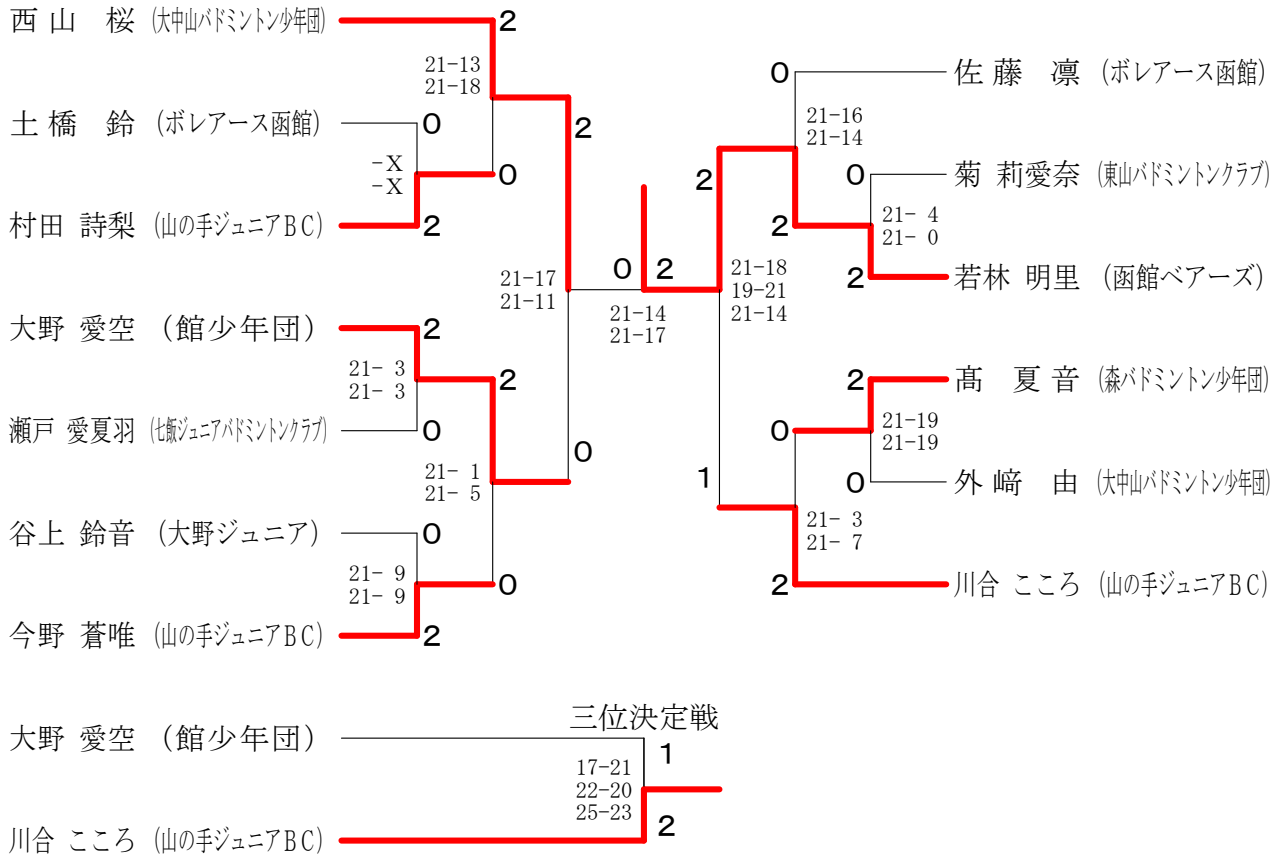 西山 桜 (大中山バドミントン少年団)
2
21-13
21-18
土橋 鈴 (ボレアース函館)
0
-X
-X
0
村田 詩梨 (山の手ジュニアBC)
2
2
21-17
21-11
大野 愛空 (館少年団)
2
21- 3
21- 3
2
瀬戸 愛夏羽 (七飯ジュニアバドミントンクラブ)
0
21- 1
21- 5
0
谷上 鈴音 (大野ジュニア)
0
21- 9
21- 9
0
今野 蒼唯 (山の手ジュニアBC)
2
0
2
21-14
21-17
0
佐藤 凛 (ボレアース函館)
21-16
21-14
2
0
菊 莉愛奈 (東山バドミントンクラブ)
21- 4
21- 0
2
2
若林 明里 (函館ベアーズ)
21-18
19-21
21-14
2
髙 夏音 (森バドミントン少年団)
21-19
21-19
0
0
外﨑 由 (大中山バドミントン少年団)
1
21- 3
21- 7
2
川合 こころ (山の手ジュニアBC)
三位決定戦
大野 愛空 (館少年団)
1
17-21
22-20
25-23
2
川合 こころ (山の手ジュニアBC)